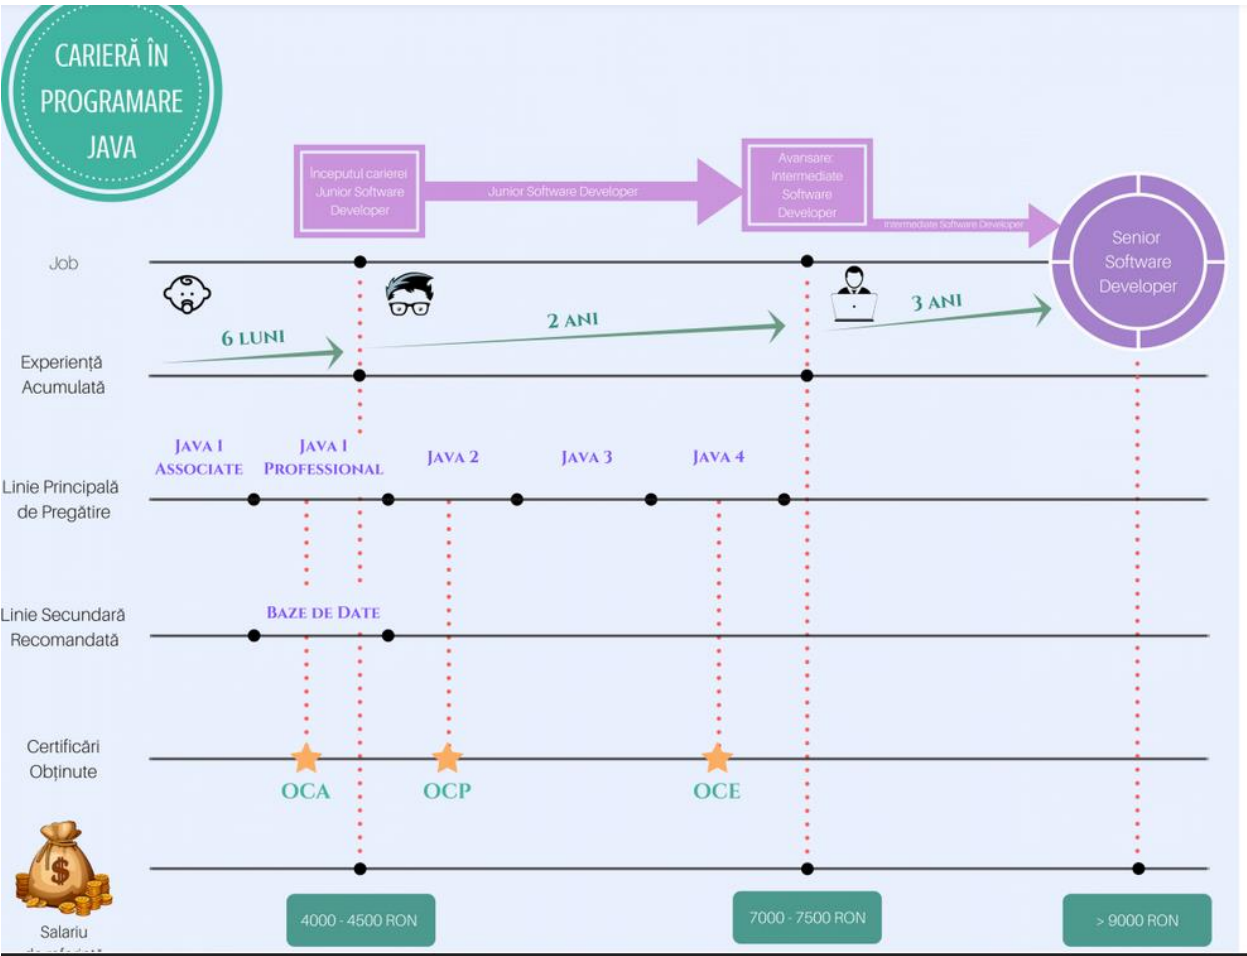 CARIERĂ ÎN
PROGRAMARE
JAVA
Începutul carierei
Junior Software
Developer
Junior Software Developer
Avansare:
Intermediate
Software
Developer
Intermediate Software Developer
Senior
Software
Developer
Job
6 LUNI
2 ANI
3 ANI
Experiență
Acumulată
JAVA 1
ASSOCIATE
JAVA 1
PROFESSIONAL
JAVA 2
JAVA 3
JAVA 4
Linie Principală
de Pregătire
Linie Secundară
Recomandată
BAZE DE DATE
Certificări
Obținute
OCA
OCP
OCE
$
Salariu
4000 - 4500 RON
7000 - 7500 RON
> 9000 RON